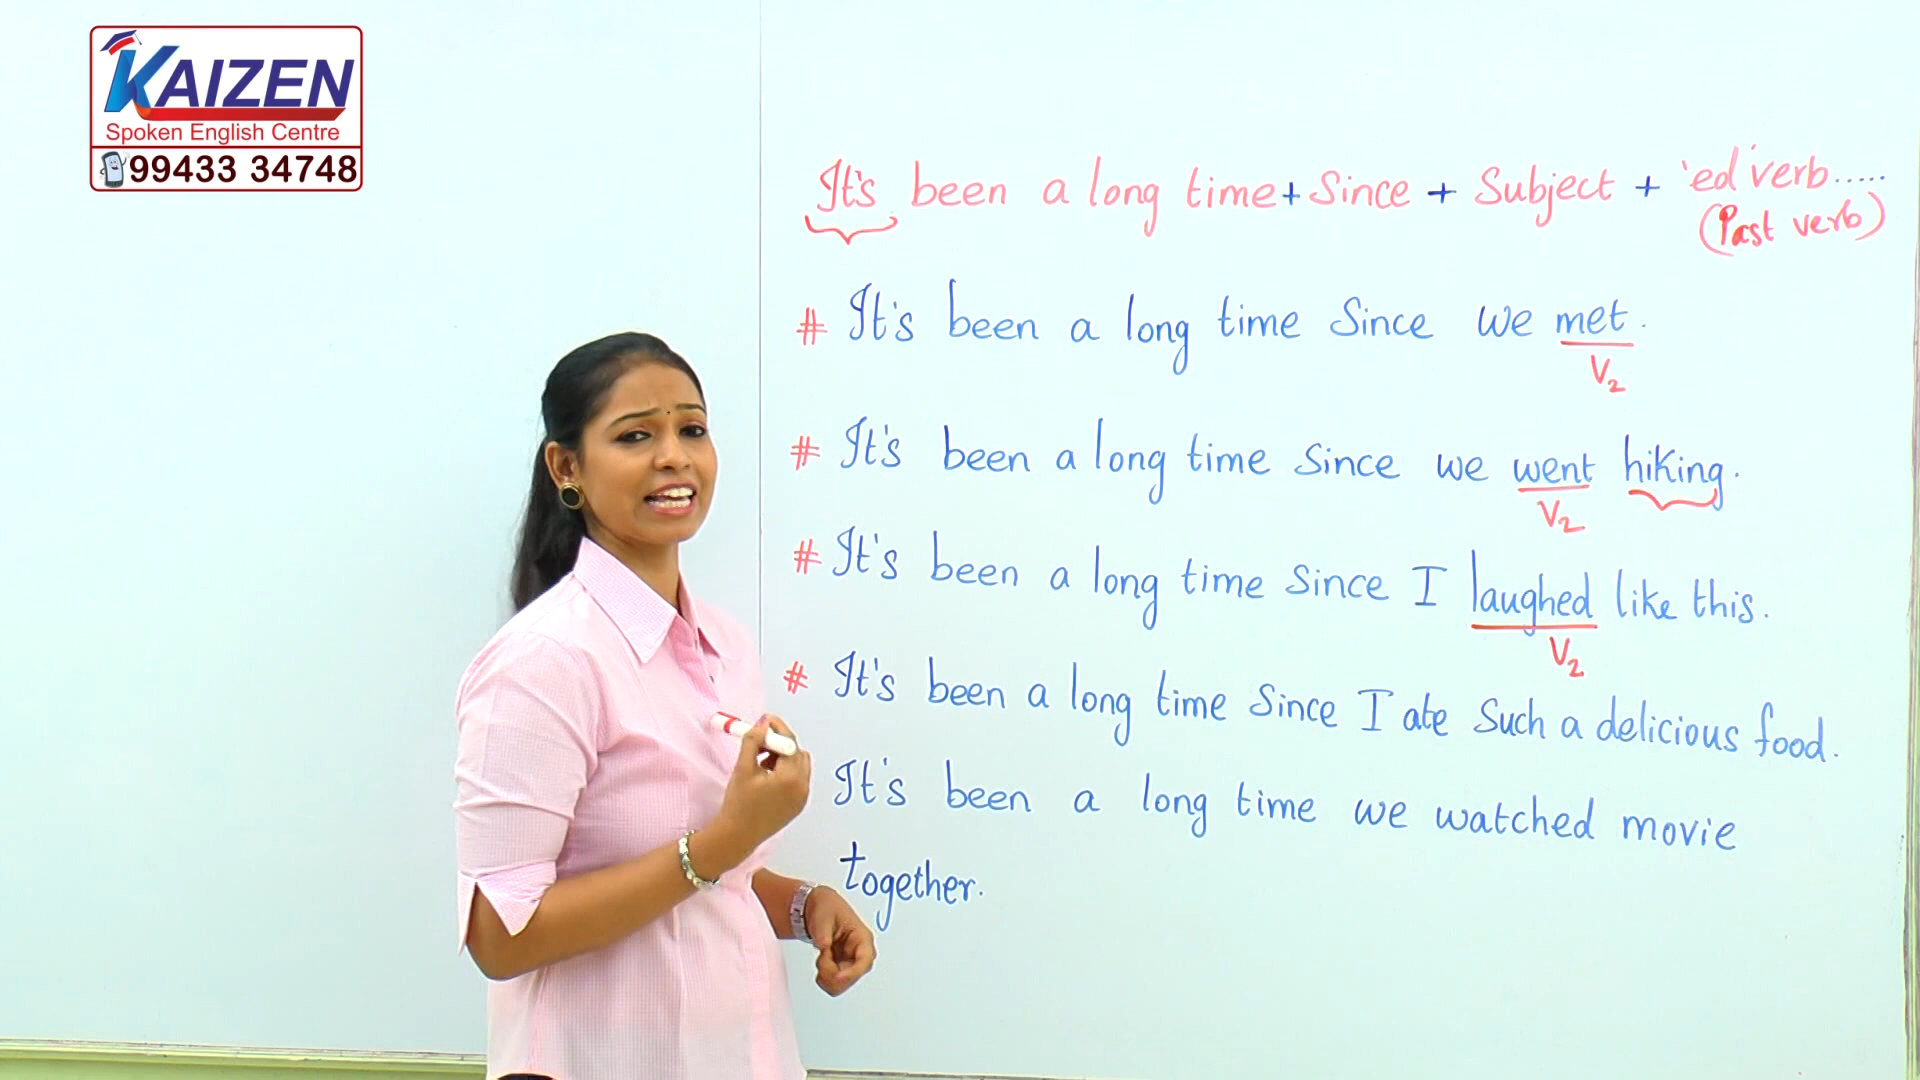 KAIZEN
Spoken English Centre
99433 34748
It's been a long time + Since + Subject + 'ed' verb.....
(Past verb)
# It's been a long time Since we met.
V2
# It's been a long time Since we went hiking.
V2
# It's been a long time Since I laughed like this.
V2
# It's been a long time Since I ate Such a delicious food.
It's been a long time we watched movie
together.